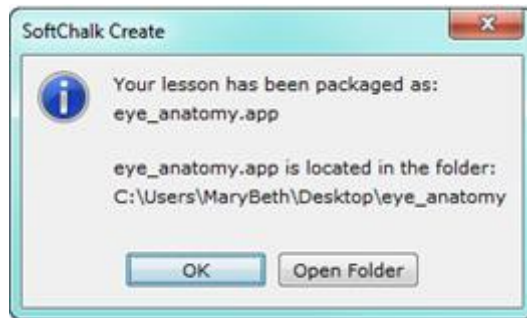 SoftChalk Create
Your lesson has been packaged as:
eye_anatomy.app
eye_anatomy.app is located in the folder:
C:\Users\MaryBeth\Desktop\eye_anatomy
OK
Open Folder